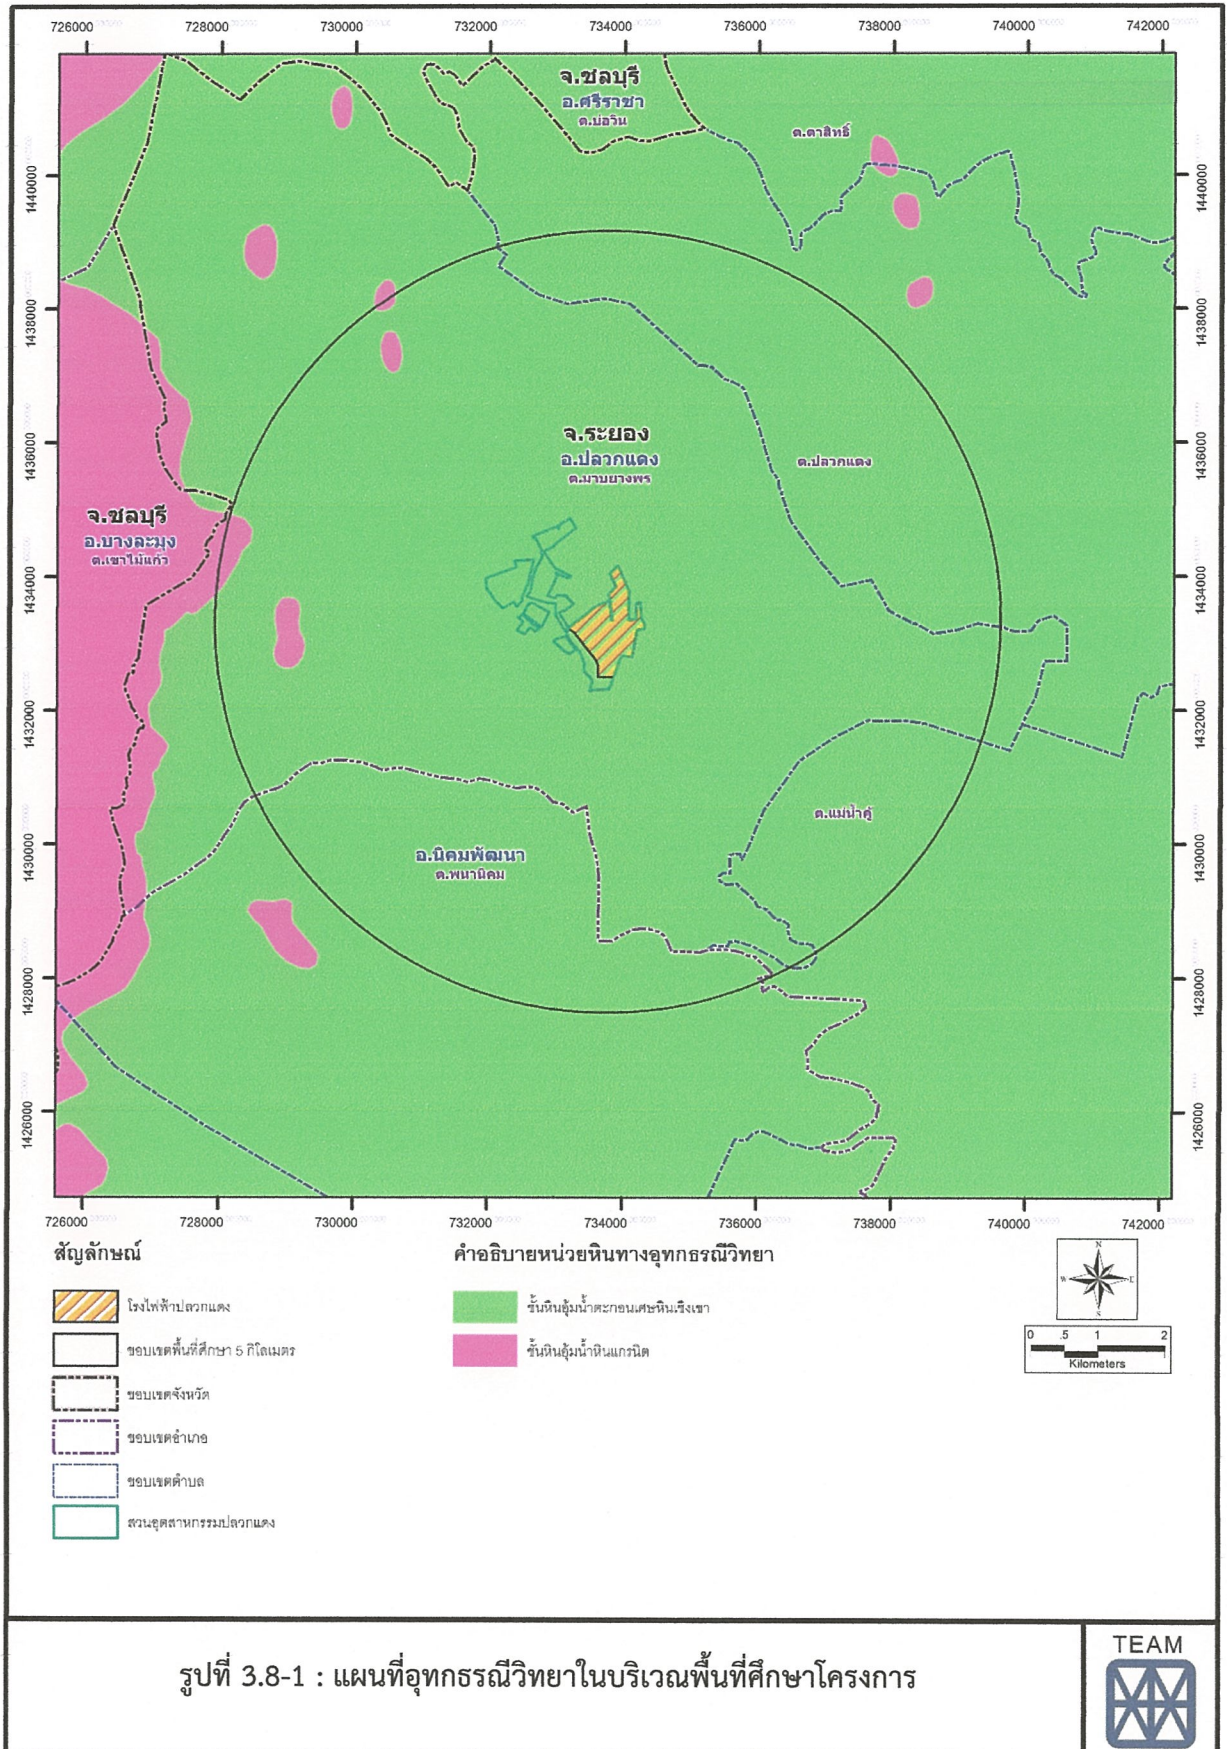 726000 728000 730000 732000 734000 736000 738000 740000 742000
จ.ชลบุรี
อ.ศรีราชา
ต.บ่อวิน
ต.ตาสิทธิ์
1440000 1440000
1438000 1438000
1436000 1436000
จ.ระยอง
อ.ปลวกแดง
ต.มาบยางพร
ต.ปลวกแดง
จ.ชลบุรี
อ.บางละมุง
ต.เขาไม้แก้ว
1434000 1434000
1432000 1432000
ต.แม่น้ำคู้
1430000 1430000
อ.นิคมพัฒนา
ต.พนานิคม
1428000 1428000
1426000 1426000
726000 728000 730000 732000 734000 736000 738000 740000 742000
สัญลักษณ์
โรงไฟฟ้าปลวกแดง
ขอบเขตพื้นที่ศึกษา 5 กิโลเมตร
ขอบเขตจังหวัด
ขอบเขตอำเภอ
ขอบเขตตำบล
สวนอุตสาหกรรมปลวกแดง
คำอธิบายหน่วยหินทางอุทกธรณีวิทยา
ชั้นหินอุ้มน้ำตะกอนเศษหินเชิงเขา
ชั้นหินอุ้มน้ำหินแกรนิต
N
W E
S
0 .5 1 2
Kilometers
รูปที่ 3.8-1 : แผนที่อุทกธรณีวิทยาในบริเวณพื้นที่ศึกษาโครงการ
TEAM